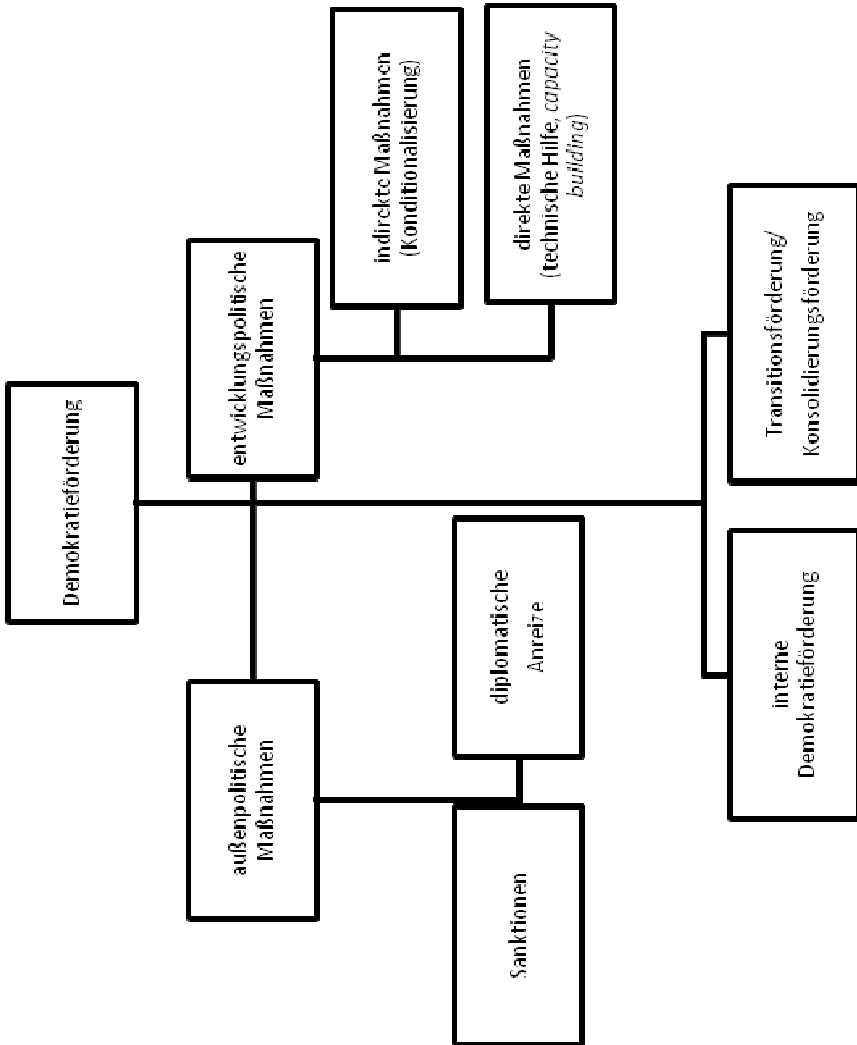 Demokratieförderung
außenpolitische
Maßnahmen
entwicklungspolitische
Maßnahmen
indirekte Maßnahmen
(Konditionalisierung)
direkte Maßnahmen
(technische Hilfe, capacity
building)
Sanktionen
diplomatische
Anreize
interne
Demokratieförderung
Transitionsförderung/
Konsolidierungsförderung